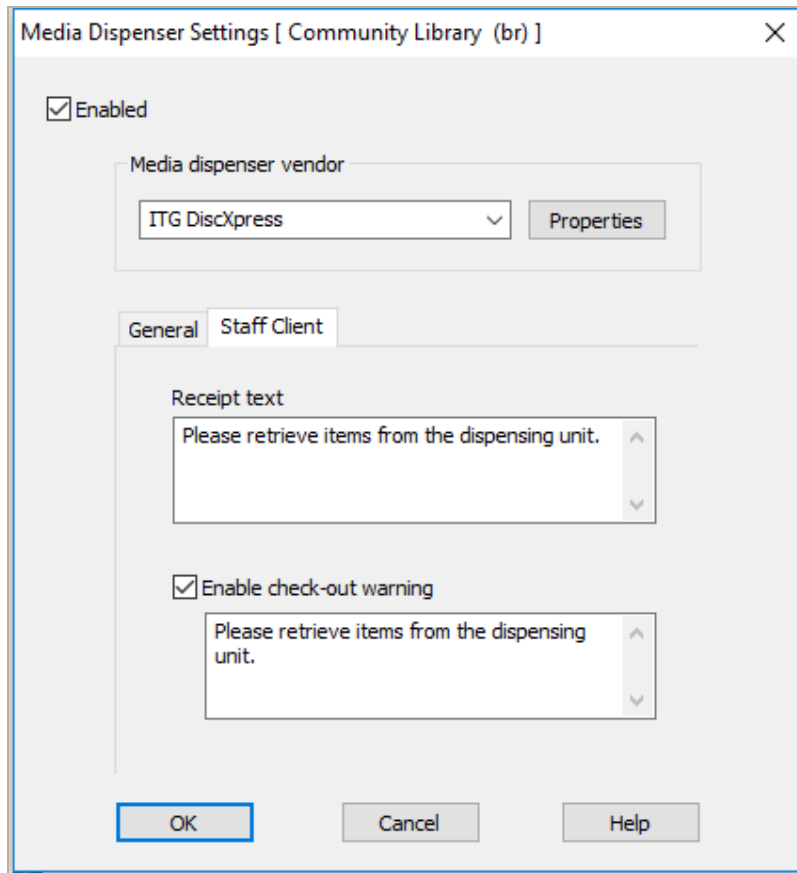 Media Dispenser Settings [ Community Library (br) ]
Enabled
Media dispenser vendor
ITG DiscXpress
Properties
General
Staff Client
Receipt text
Please retrieve items from the dispensing unit.
Enable check-out warning
Please retrieve items from the dispensing
unit.
OK
Cancel
Help